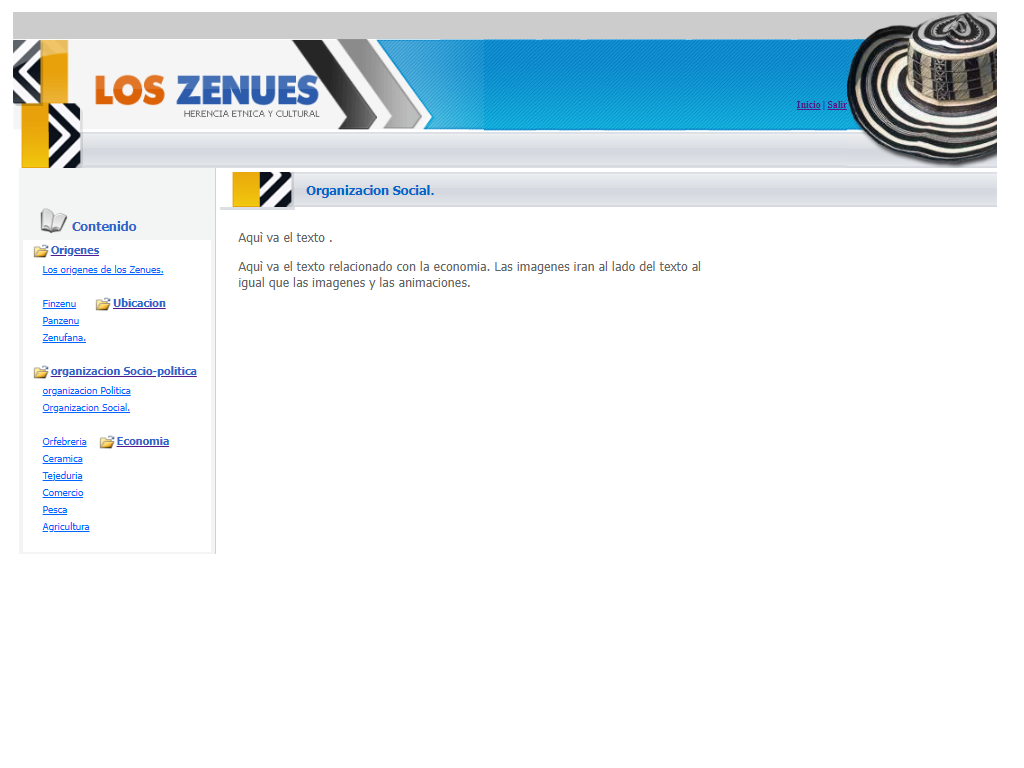 LOS ZENUES
HERENCIA ETNICA Y CULTURAL
Inicio | Salir
Organizacion Social.
Contenido
Origenes
Los origenes de los Zenues.
Finzenu
Ubicacion
Panzenu
Zenufana.
organizacion Socio-politica
organizacion Politica
Organizacion Social.
Orfebreria
Economia
Ceramica
Tejeduria
Comercio
Pesca
Agricultura
Aquì va el texto .
Aquì va el texto relacionado con la economia. Las imagenes iran al lado del texto al
igual que las imagenes y las animaciones.